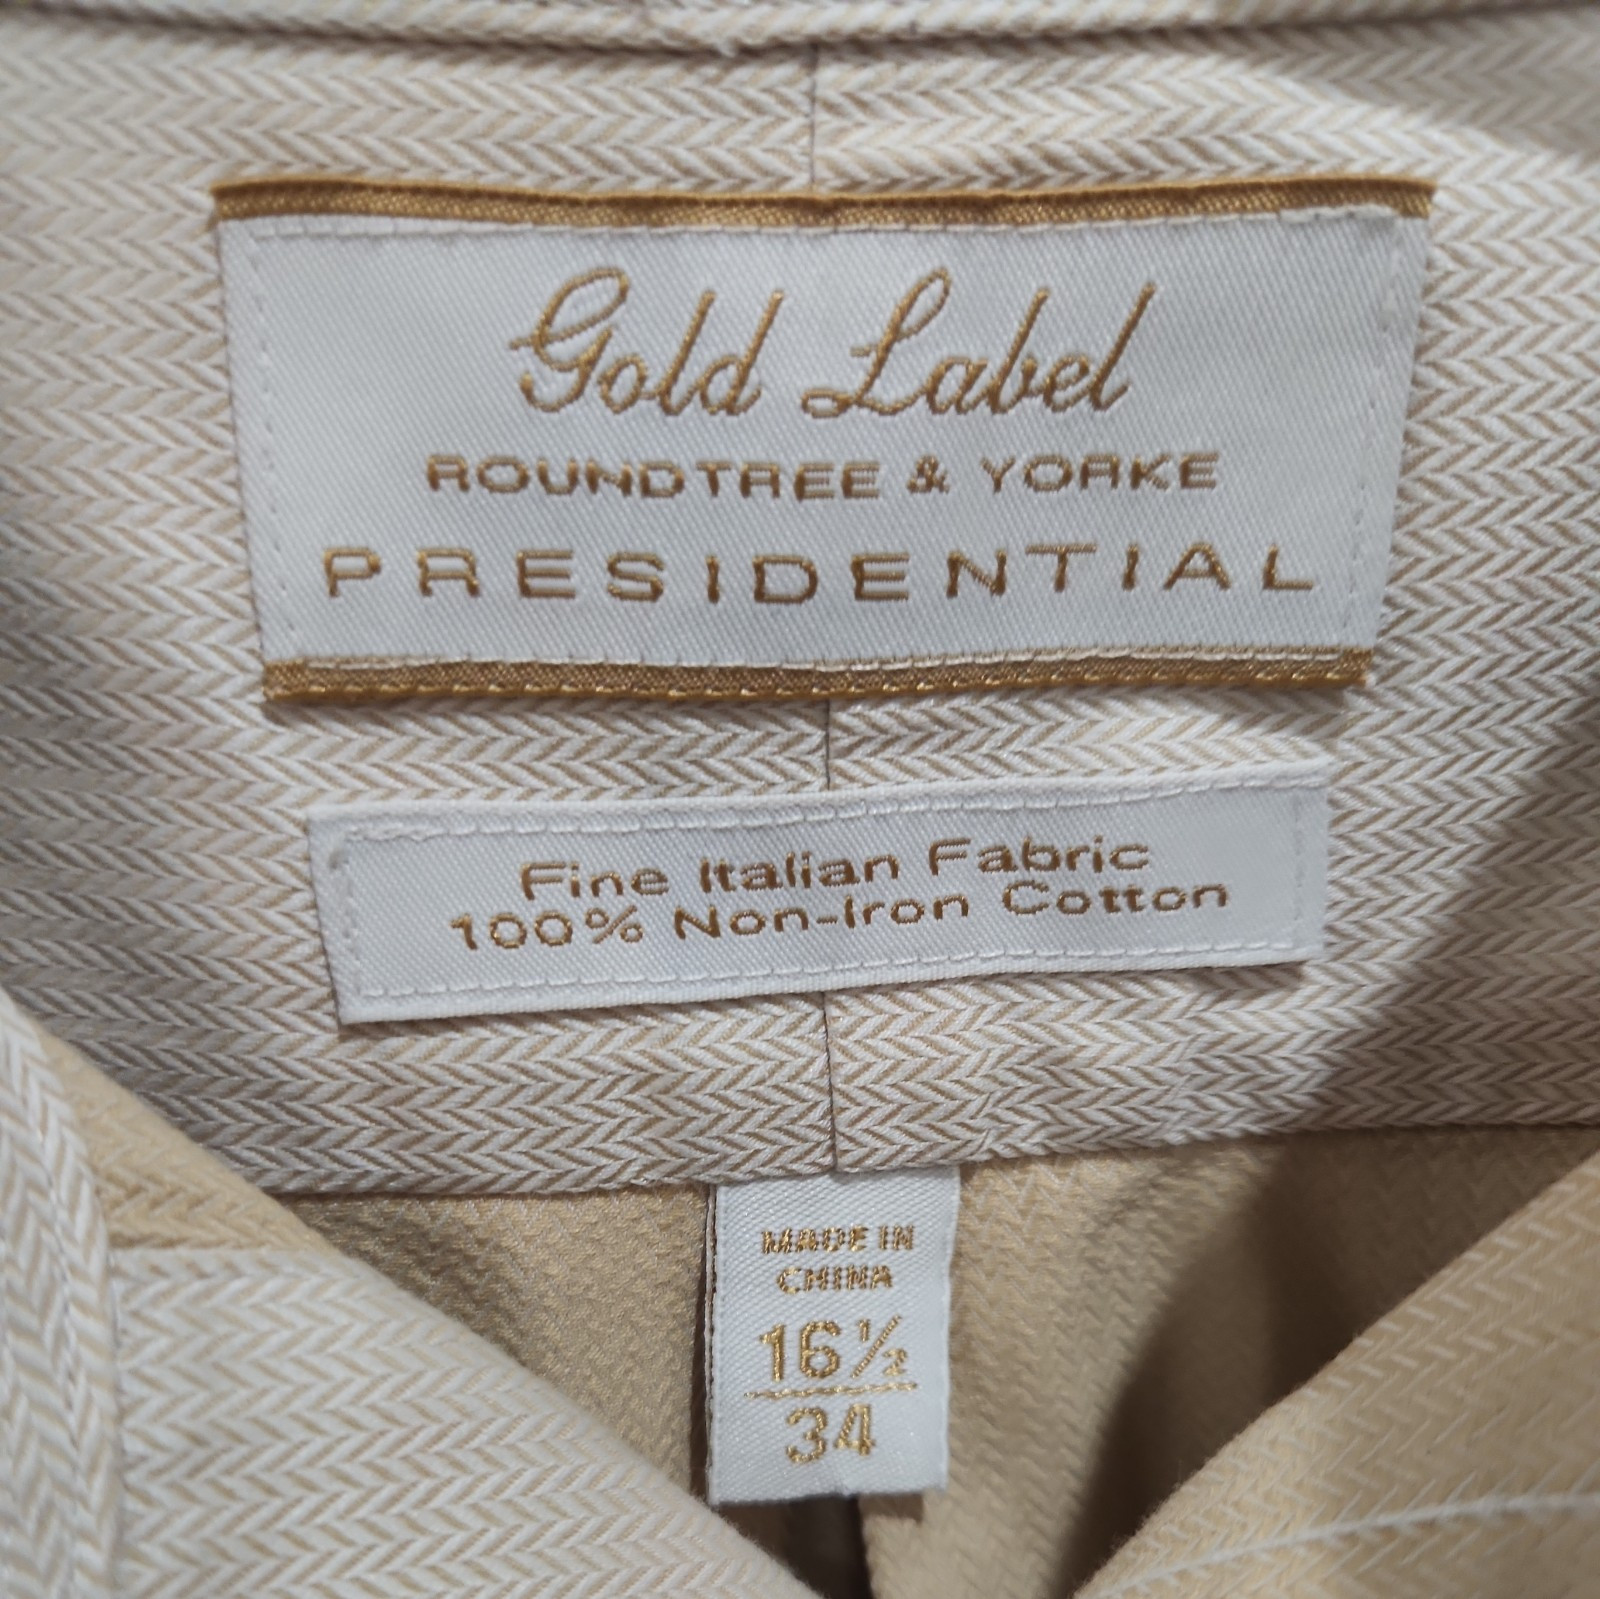 Gold Label
ROUNDTREE & YORKE
PRESIDENTIAL
Fine Italian Fabric
100% Non-Iron Cotton
MADE IN
CHINA
16½
34